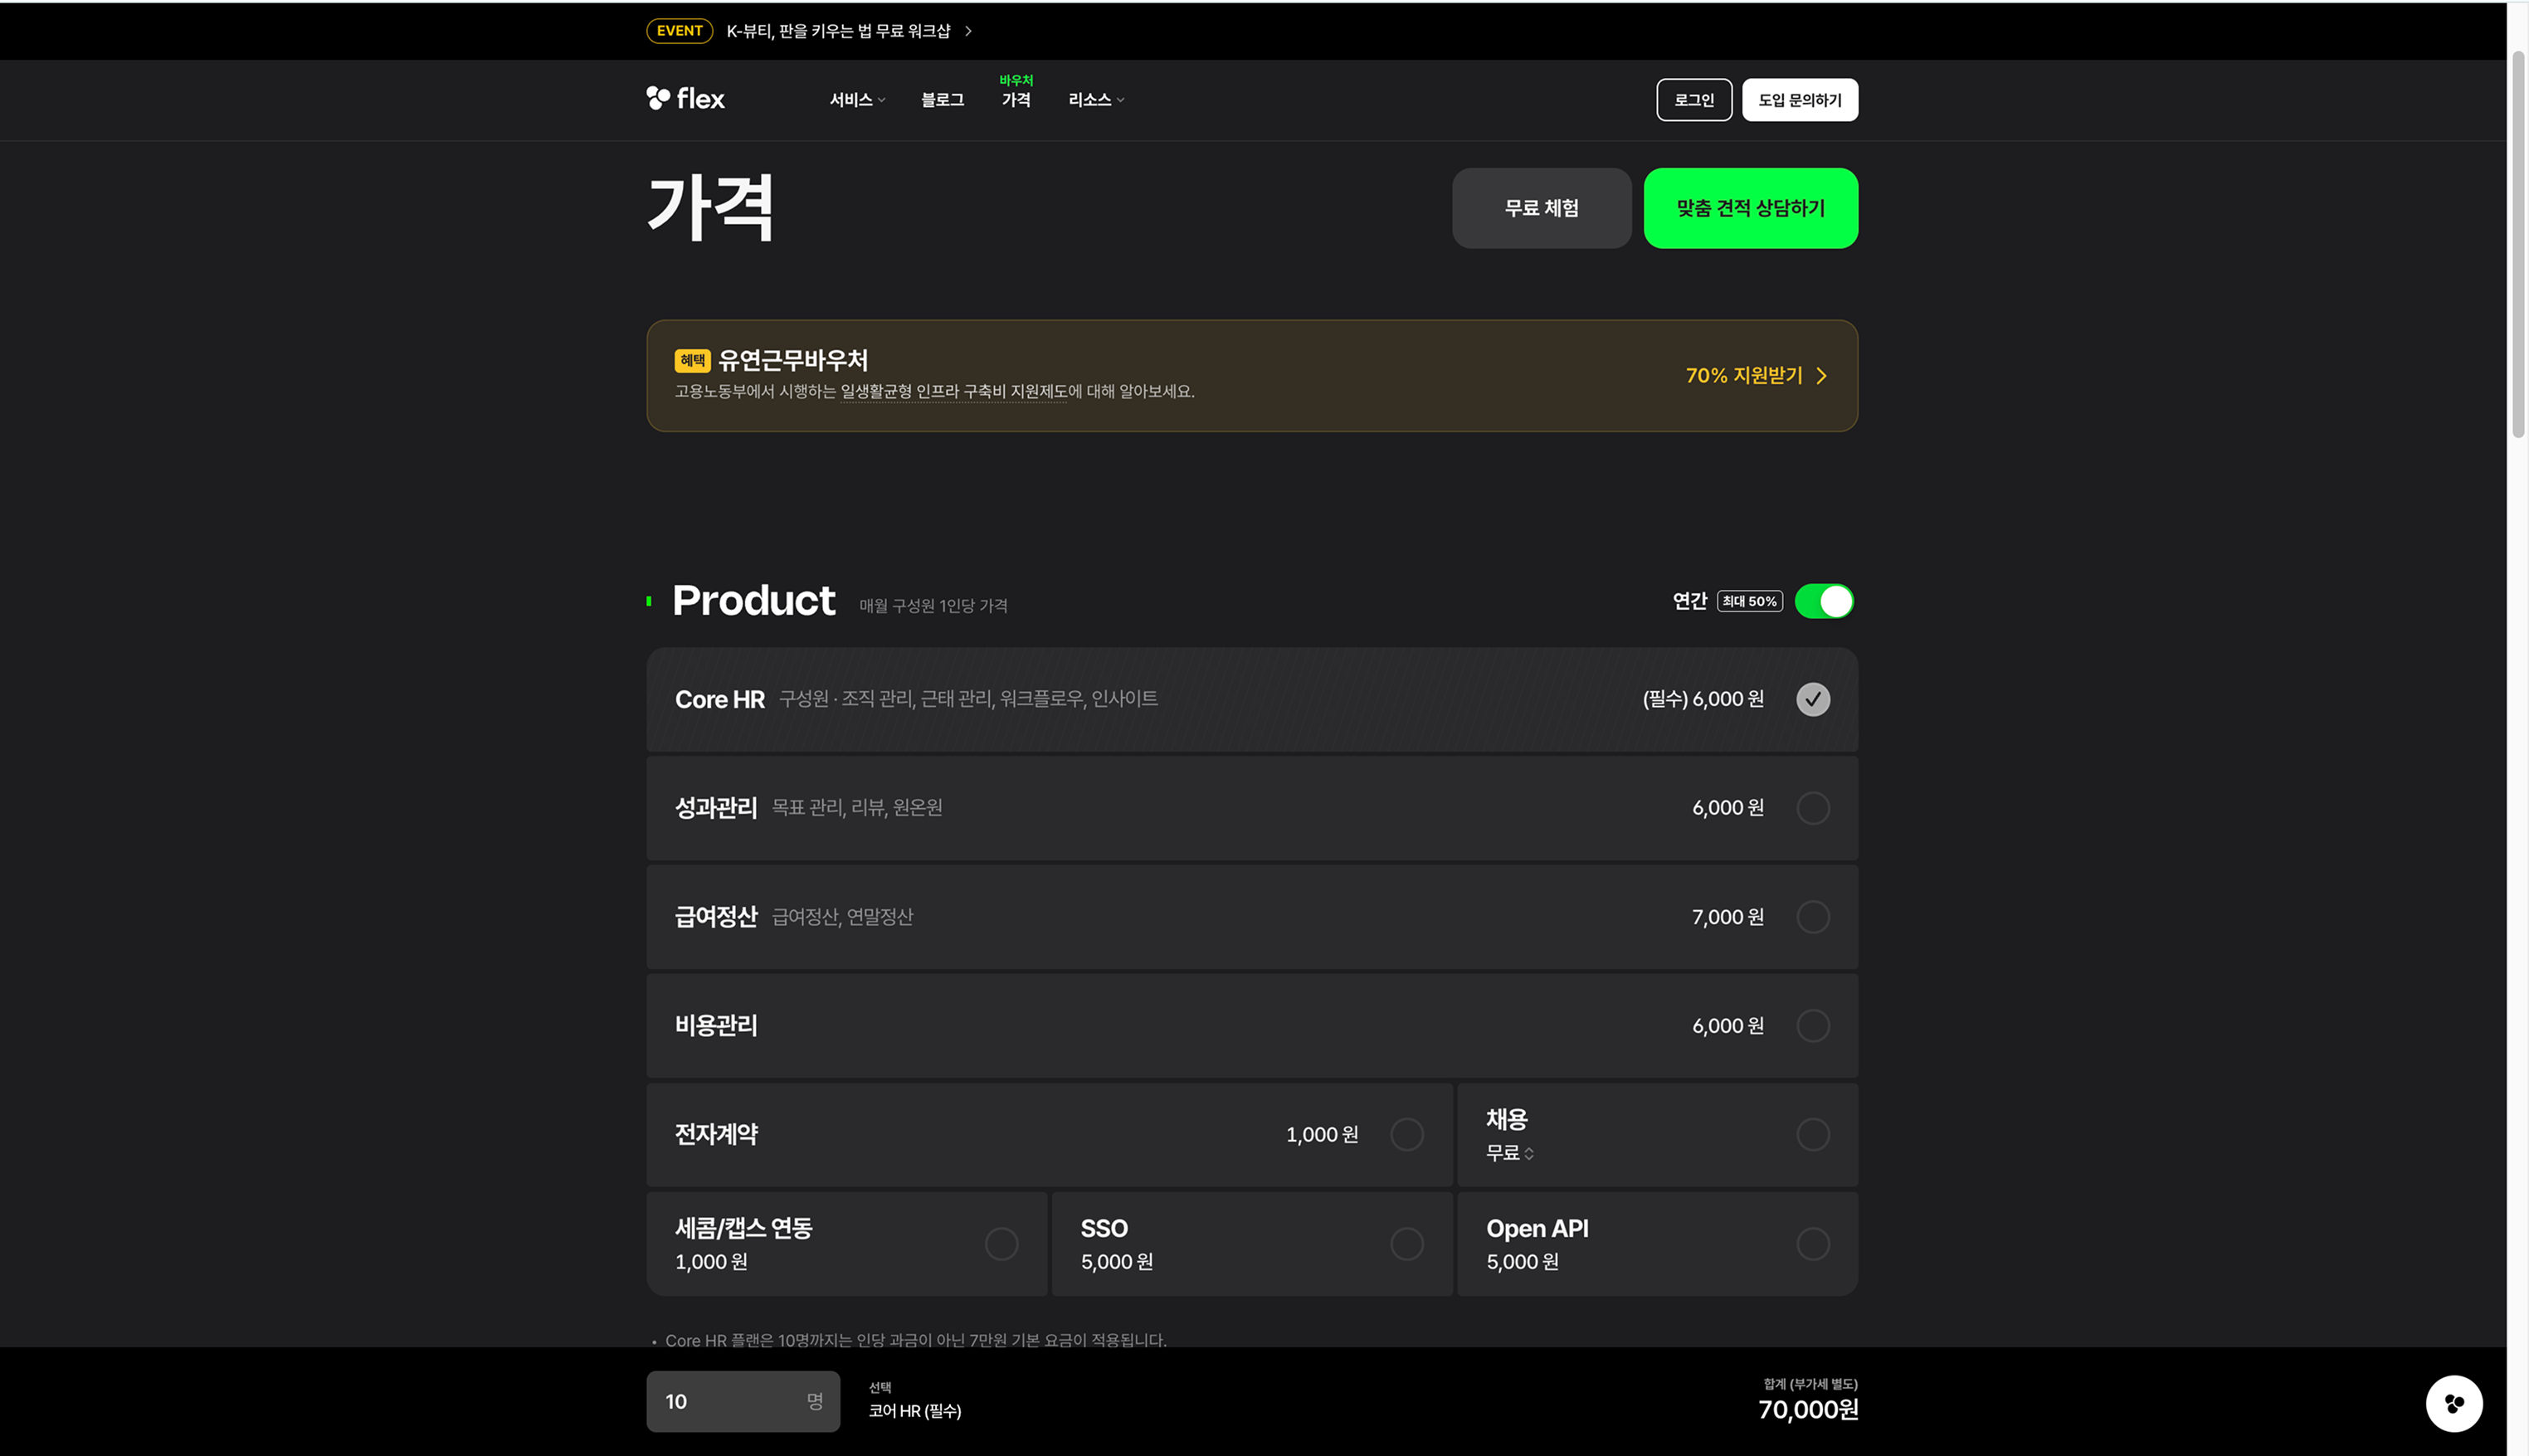 EVENT K-뷰티, 판을 키우는 법 무료 워크샵
flex
서비스
블로그
바우처
가격
리소스
로그인
도입 문의하기
가격
무료 체험
맞춤 견적 상담하기
혜택 유연근무바우처
고용노동부에서 시행하는 일생활균형 인프라 구축비 지원제도에 대해 알아보세요.
70% 지원받기
Product 매월 구성원 1인당 가격
연간 최대 50%
Core HR 구성원 · 조직 관리, 근태 관리, 워크플로우, 인사이트 (필수) 6,000 원
성과관리 목표 관리, 리뷰, 원온원 6,000 원
급여정산 급여정산, 연말정산 7,000 원
비용관리 6,000 원
전자계약 1,000 원
채용
무료
세콤/캡스 연동
1,000 원
SSO
5,000 원
Open API
5,000 원
• Core HR 플랜은 10명까지는 인당 과금이 아닌 7만원 기본 요금이 적용됩니다.
10 명
선택
코어 HR (필수)
합계 (부가세 별도)
70,000원